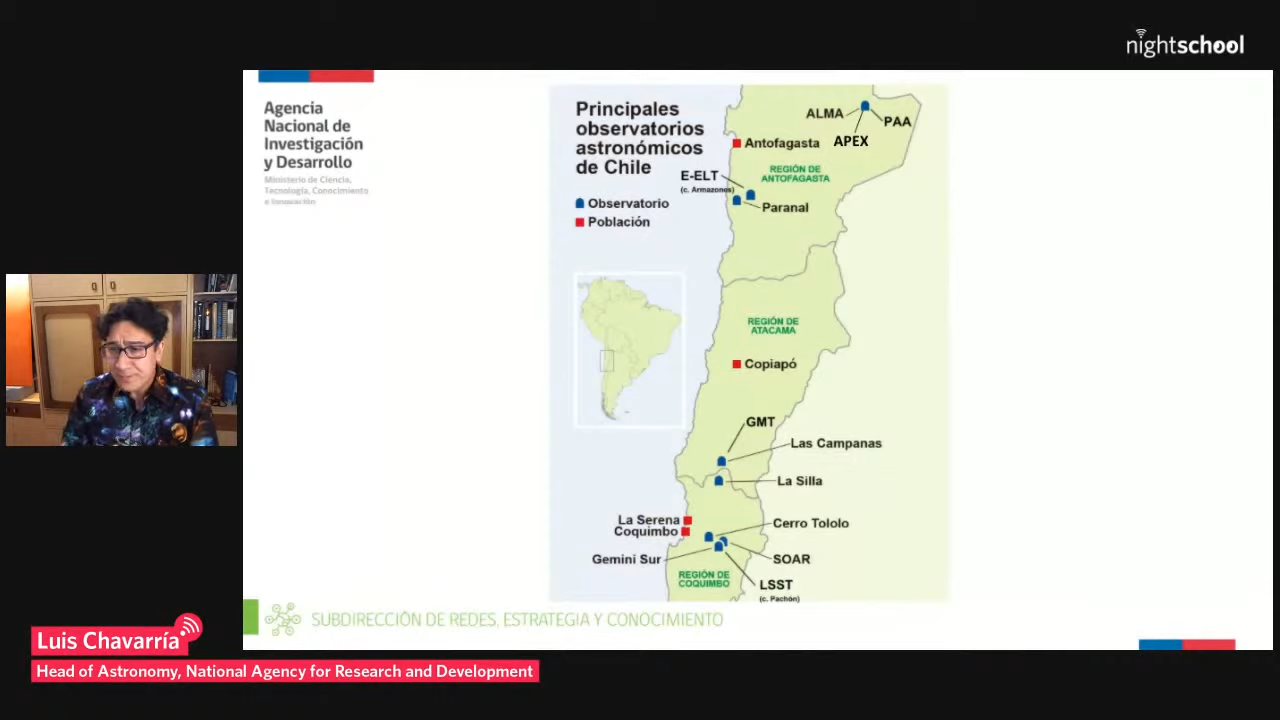 nightschool
Agencia
Nacional de
Investigación
y Desarrollo
Ministerio de Ciencia,
Tecnología, Conocimiento
e Innovación
Principales
observatorios
astronómicos
de Chile
Observatorio
Población
ALMA
PAA
APEX
Antofagasta
REGIÓN DE
ANTOFAGASTA
E-ELT
(c. Armazones)
Paranal
REGIÓN DE
ATACAMA
Copiapó
GMT
Las Campanas
La Silla
La Serena
Coquimbo
Cerro Tololo
Gemini Sur
SOAR
REGIÓN DE
COQUIMBO
LSST
(c. Pachón)
SUBDIRECCIÓN DE REDES, ESTRATEGIA Y CONOCIMIENTO
Luis Chavarría
Head of Astronomy, National Agency for Research and Development